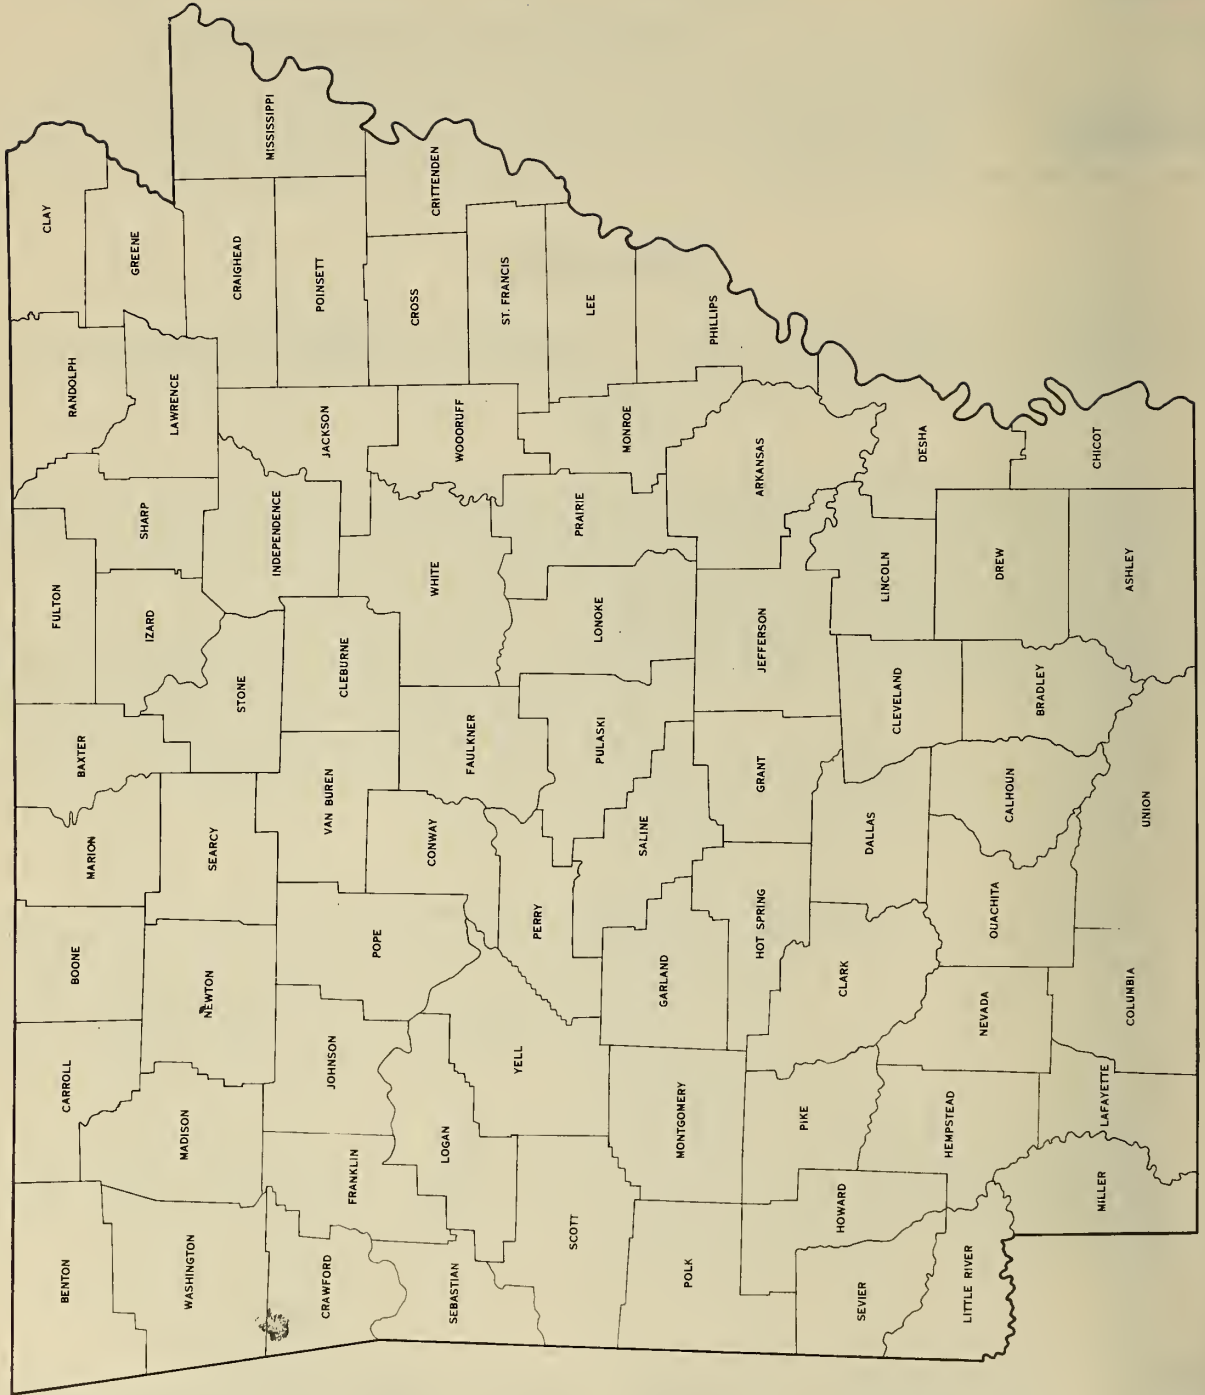 BENTON
CARROLL
BOONE
MARION
BAXTER
FULTON
RANDOLPH
CLAY
WASHINGTON
MADISON
NEWTON
SEARCY
STONE
IZARD
SHARP
LAWRENCE
GREENE
CRAIGHEAD
MISSISSIPPI
CRAWFORD
FRANKLIN
JOHNSON
POPE
VAN BUREN
CLEBURNE
INDEPENDENCE
JACKSON
POINSETT
SEBASTIAN
LOGAN
CONWAY
FAULKNER
WHITE
WOOORUFF
CROSS
CRITTENDEN
SCOTT
YELL
PERRY
PULASKI
LONOKE
PRAIRIE
MONROE
ST. FRANCIS
LEE
POLK
MONTGOMERY
GARLAND
SALINE
PHILLIPS
HOT SPRING
GRANT
JEFFERSON
ARKANSAS
SEVIER
HOWARD
PIKE
CLARK
DALLAS
CLEVELAND
LINCOLN
DESHA
LITTLE RIVER
HEMPSTEAD
NEVADA
OUACHITA
CALHOUN
BRADLEY
DREW
MILLER
LAFAYETTE
COLUMBIA
UNION
ASHLEY
CHICOT